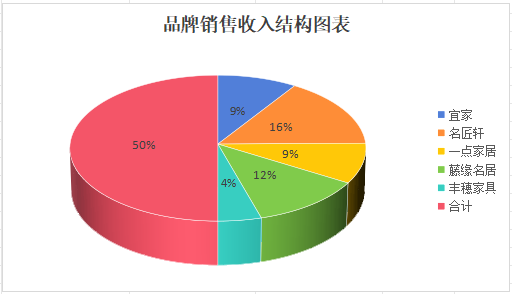 品牌销售收入结构图表
9%
16%
50%
9%
12%
4%
宜家
名匠轩
一点家居
藤缘名居
丰穗家具
合计